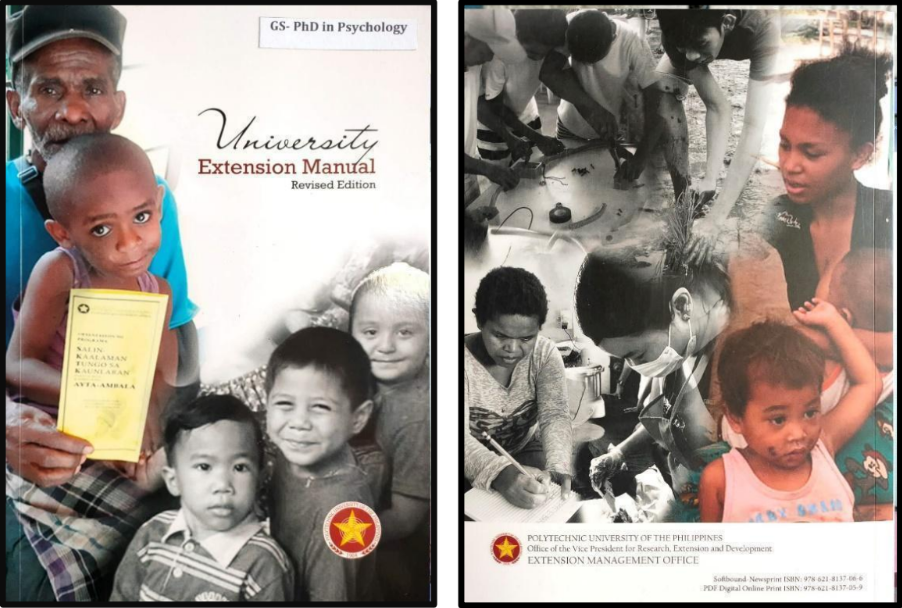 GS- PhD in Psychology
University
Extension Manual
Revised Edition
SALIN
KAALAMAN
TUNGO SA
KAUNLARAN
AYTA-AMBALA
POLYTECHNIC UNIVERSITY OF THE PHILIPPINES
Office of the Vice President for Research, Extension and Development
EXTENSION MANAGEMENT OFFICE
Softbound- Newsprint ISBN: 978-621-8137-06-6
PDF Digital Online Print ISBN: 978-621-8137-05-9